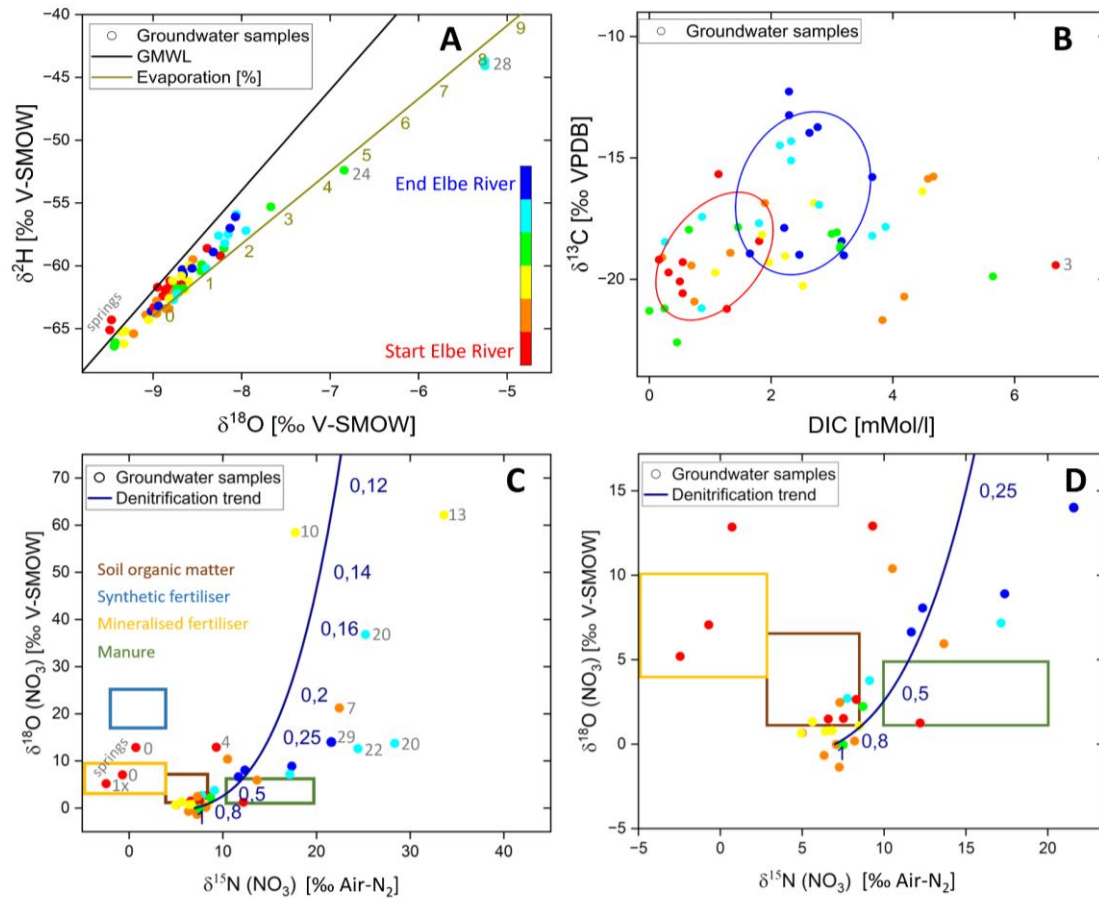 A
Groundwater samples
GMWL
Evaporation [%]
−40
−45
−50
−55
−60
−65
δ²H [‰ V-SMOW]
−9
−8
−7
−6
−5
δ¹⁸O [‰ V-SMOW]
9
8
28
7
6
5
4
24
3
2
1
0
springs
End Elbe River
Start Elbe River
B
Groundwater samples
−10
−15
−20
δ¹³C [‰ VPDB]
0
2
4
6
DIC [mMol/l]
3
C
Groundwater samples
Denitrification trend
Soil organic matter
Synthetic fertiliser
Mineralised fertiliser
Manure
70
60
50
40
30
20
10
0
δ¹⁸O (NO₃) [‰ V-SMOW]
0
10
20
30
40
δ¹⁵N (NO₃) [‰ Air-N₂]
0,12
0,14
0,16
0,2
0,25
0,5
0,8
1
13
10
20
7
29
20
22
4
0
0
1x
springs
D
Groundwater samples
Denitrification trend
15
10
5
0
−5
δ¹⁸O (NO₃) [‰ V-SMOW]
−5
0
5
10
15
20
δ¹⁵N (NO₃) [‰ Air-N₂]
0,25
0,5
0,8
1